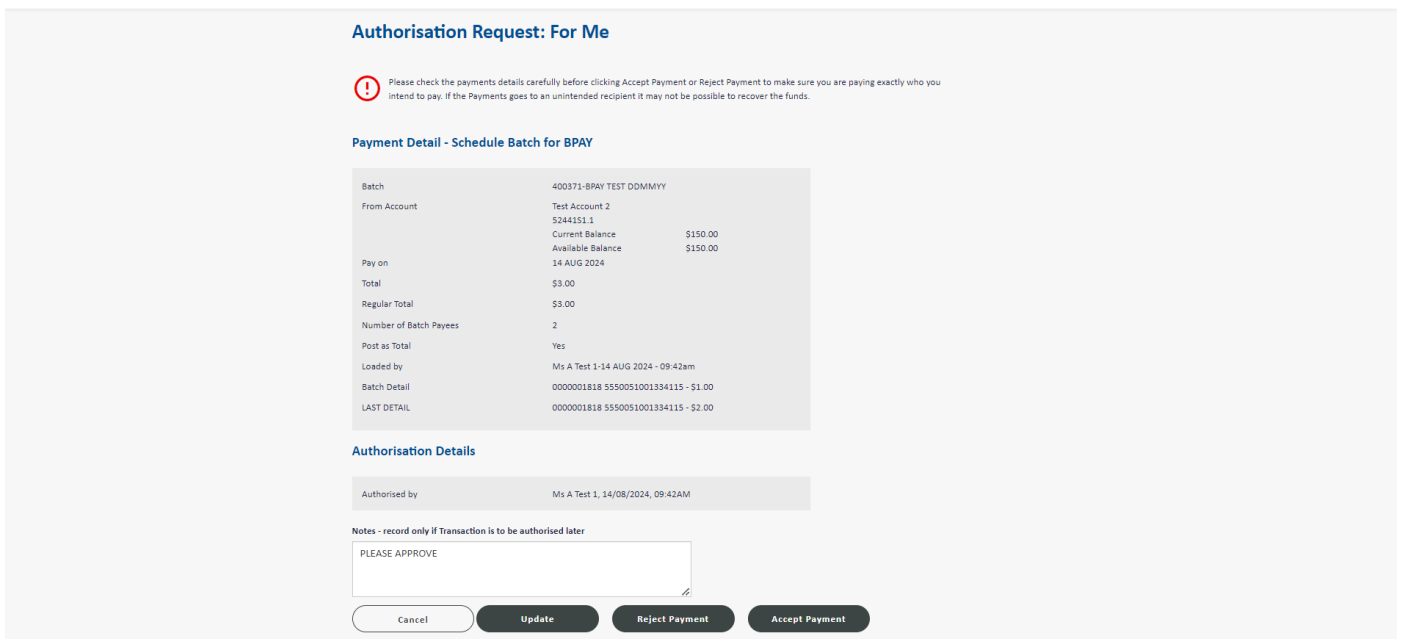 Authorisation Request: For Me
Please check the payments details carefully before clicking Accept Payment or Reject Payment to make sure you are paying exactly who you
intend to pay. If the Payments goes to an unintended recipient it may not be possible to recover the funds.
Payment Detail - Schedule Batch for BPAY
Batch 400371-BPAY TEST DDMMYY
From Account Test Account 2
52441S1.1
Current Balance $150.00
Available Balance $150.00
Pay on 14 AUG 2024
Total $3.00
Regular Total $3.00
Number of Batch Payees 2
Post as Total Yes
Loaded by Ms A Test 1-14 AUG 2024 - 09:42am
Batch Detail 0000001818 5550051001334115 - $1.00
LAST DETAIL 0000001818 5550051001334115 - $2.00
Authorisation Details
Authorised by Ms A Test 1, 14/08/2024, 09:42AM
Notes - record only if Transaction is to be authorised later
PLEASE APPROVE
Cancel Update Reject Payment Accept Payment